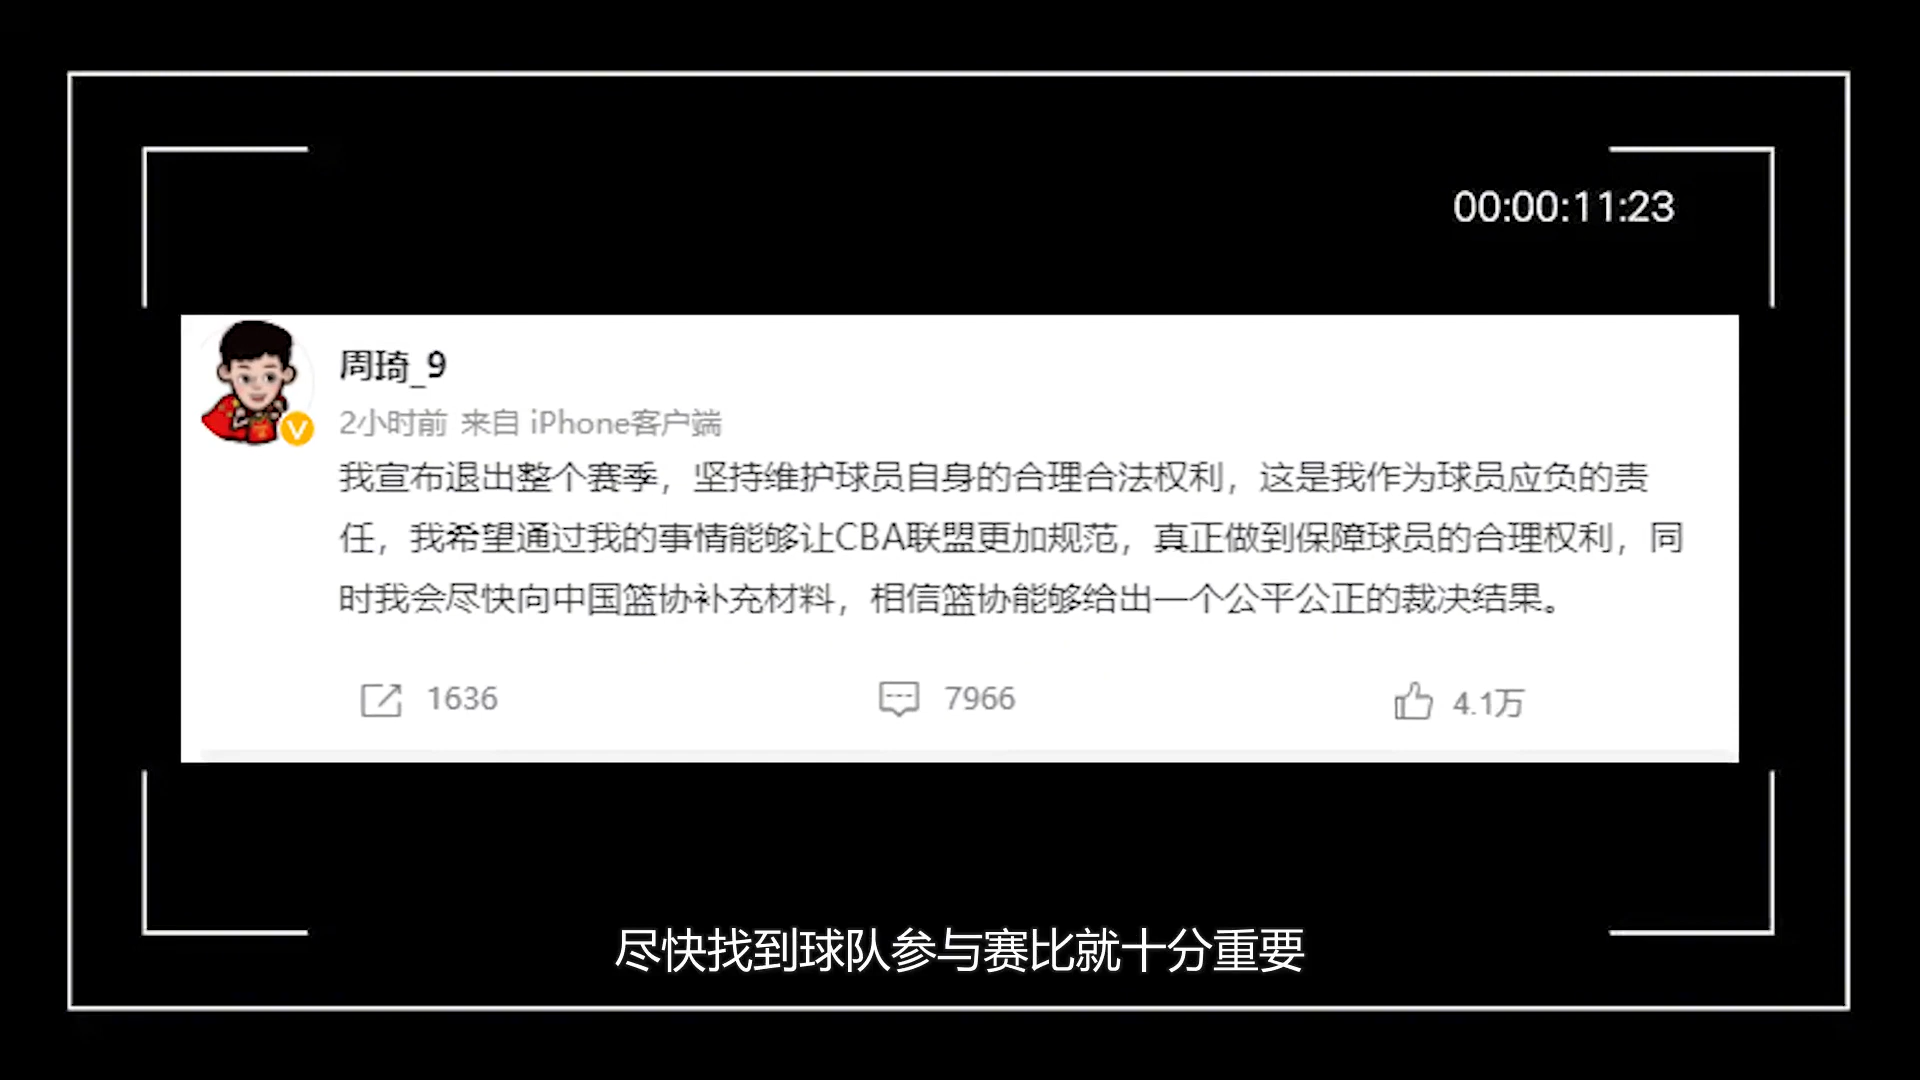 00:00:11:23
周琦_9
2小时前 来自 iPhone客户端
我宣布退出整个赛季，坚持维护球员自身的合理合法权利，这是我作为球员应负的责
任，我希望通过我的事情能够让CBA联盟更加规范，真正做到保障球员的合理权利，同
时我会尽快向中国篮协补充材料，相信篮协能够给出一个公平公正的裁决结果。
1636 7966 4.1万
尽快找到球队参与赛比就十分重要